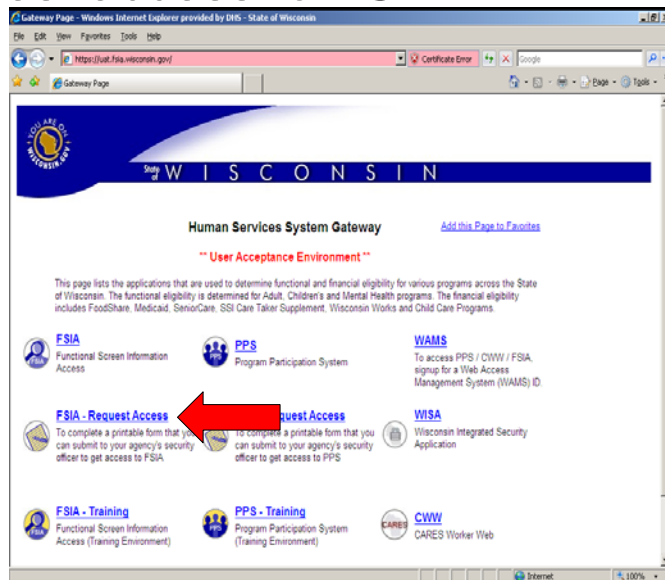 Gateway Page - Windows Internet Explorer provided by DHS - State of Wisconsin
File Edit View Favorites Tools Help
https://uat.fsia.wisconsin.gov/ Certificate Error Google
Gateway Page Page Tools
YOU ARE ON
WISCONSIN.GOV
State of WISCONSIN
Human Services System Gateway Add this Page to Favorites
** User Acceptance Environment **
This page lists the applications that are used to determine functional and financial eligibility for various programs across the State
of Wisconsin. The functional eligibility is determined for Adult, Children's and Mental Health programs. The financial eligibility
includes FoodShare, Medicaid, SeniorCare, SSI Care Taker Supplement, Wisconsin Works and Child Care Programs.
FSIA
Functional Screen Information
Access
PPS
Program Participation System
WAMS
To access PPS / CWW / FSIA,
signup for a Web Access
Management System (WAMS) ID.
FSIA - Request Access
To complete a printable form that you
can submit to your agency's security
officer to get access to FSIA
quest Access
To complete a printable form that you
can submit to your agency's security
officer to get access to PPS
WISA
Wisconsin Integrated Security
Application
FSIA - Training
Functional Screen Information
Access (Training Environment)
PPS - Training
Program Participation System
(Training Environment)
CARES
CWW
CARES Worker Web
Internet 100%